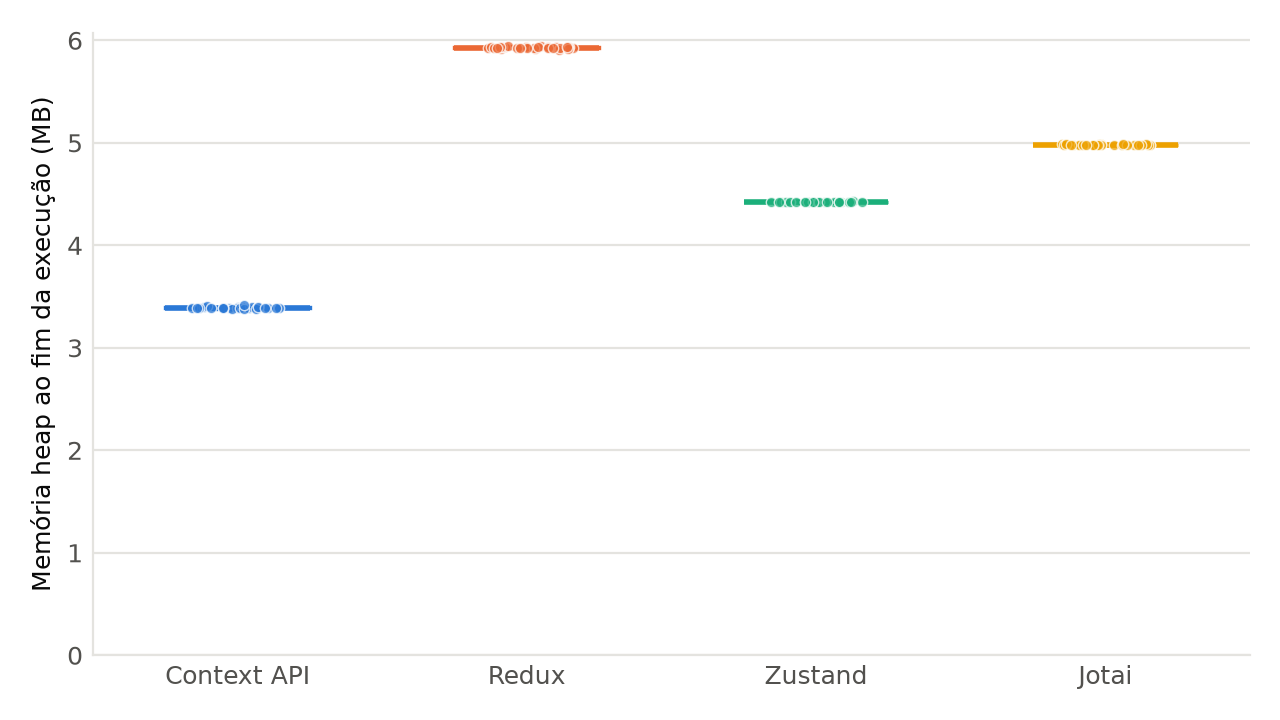 Memória heap ao fim da execução (MB)
6
5
4
3
2
1
0
Context API
Redux
Zustand
Jotai